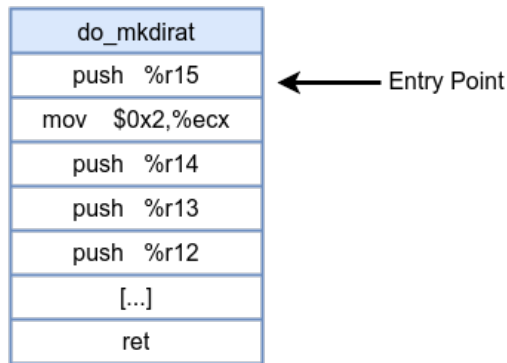 do_mkdirat
push %r15
Entry Point
mov $0x2,%ecx
push %r14
push %r13
push %r12
[...]
ret